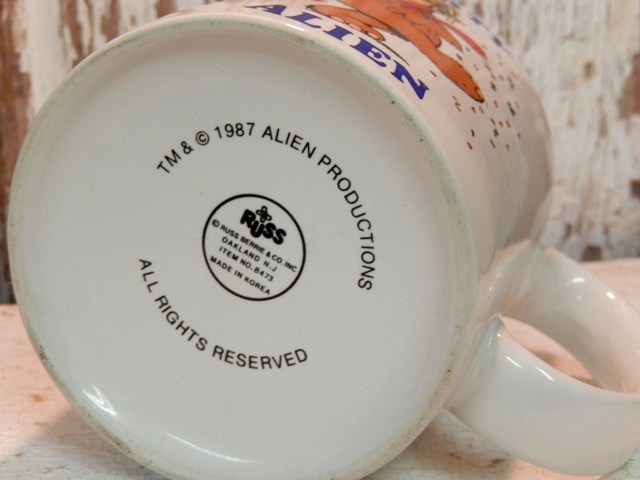 ALIEN
TM & © 1987 ALIEN PRODUCTIONS
RUSS
© RUSS BERRIE & CO. INC
OAKLAND N.J
ITEM NO. 8473
MADE IN KOREA
ALL RIGHTS RESERVED